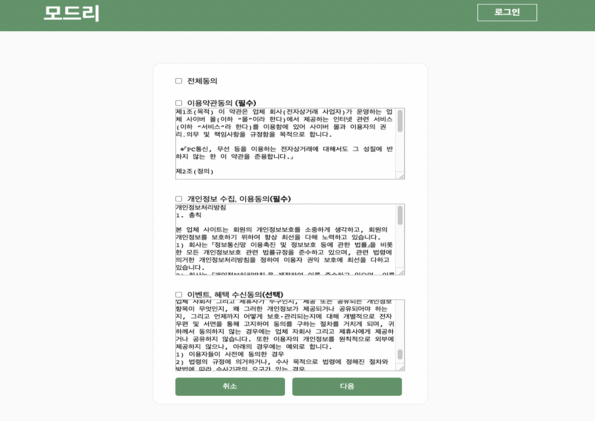 모드리
로그인
전체동의
이용약관동의 (필수)
제1조(목적) 이 약관은 업체 회사(전자상거래 사업자)가 운영하는 업
체 사이버 몰(이하 "몰"이라 한다)에서 제공하는 인터넷 관련 서비스
(이하 "서비스"라 한다)를 이용함에 있어 사이버 몰과 이용자의 권
리.의무 및 책임사항을 규정함을 목적으로 합니다.
※「PC통신, 무선 등을 이용하는 전자상거래에 대해서도 그 성질에 반
하지 않는 한 이 약관을 준용합니다.」
제2조(정의)
개인정보 수집, 이용동의(필수)
개인정보처리방침
1. 총칙
본 업체 사이트는 회원의 개인정보보호를 소중하게 생각하고, 회원의
개인정보를 보호하기 위하여 항상 최선을 다해 노력하고 있습니다.
1) 회사는 「정보통신망 이용촉진 및 정보보호 등에 관한 법률」을 비롯
한 모든 개인정보보호 관련 법률규정을 준수하고 있으며, 관련 법령에
의거한 개인정보처리방침을 정하여 이용자 권익 보호에 최선을 다하고
있습니다.
이벤트, 혜택 수신동의(선택)
업체 자회사 그리고 제휴사가 누구인지, 제공 또는 공유되는 개인정보
항목이 무엇인지, 왜 그러한 개인정보가 제공되거나 공유되어야 하는
지, 그리고 언제까지 어떻게 보호·관리되는지에 대해 개별적으로 전자
우편 및 서면을 통해 고지하여 동의를 구하는 절차를 거치게 되며, 귀
하께서 동의하지 않는 경우에는 업체 자회사 그리고 제휴사에게 제공하
거나 공유하지 않습니다. 또한 이용자의 개인정보를 원칙적으로 외부에
제공하지 않으나, 아래의 경우에는 예외로 합니다.
1) 이용자들이 사전에 동의한 경우
2) 법령의 규정에 의거하거나, 수사 목적으로 법령에 정해진 절차와
방법에 따라 수사기관의 요구가 있는 경우
취소
다음